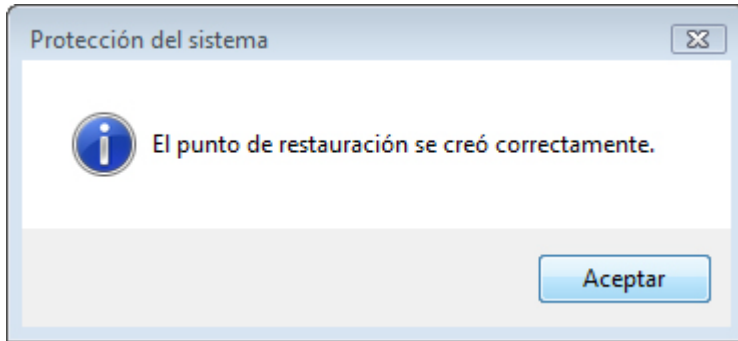 Protección del sistema
El punto de restauración se creó correctamente.
Aceptar